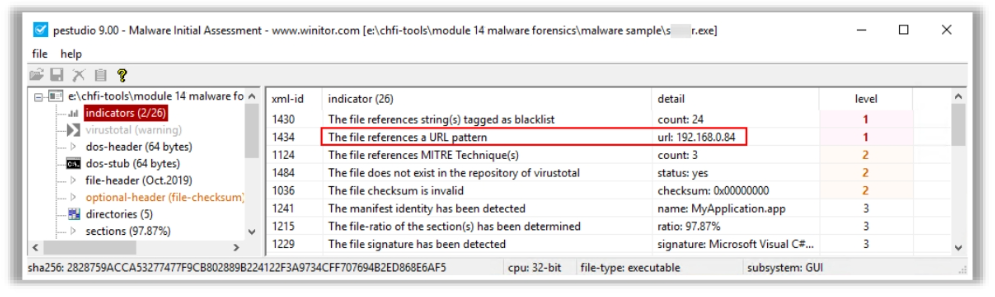 pestudio 9.00 - Malware Initial Assessment - www.winitor.com [e:\chfi-tools\module 14 malware forensics\malware sample\s r.exe]
file help
e:\chfi-tools\module 14 malware fo
indicators (2/26)
virustotal (warning)
dos-header (64 bytes)
dos-stub (64 bytes)
file-header (Oct.2019)
optional-header (file-checksum)
directories (5)
sections (97.87%)
xml-id indicator (26) detail level
1430 The file references string(s) tagged as blacklist count: 24 1
1434 The file references a URL pattern url: 192.168.0.84 1
1124 The file references MITRE Technique(s) count: 3 2
1484 The file does not exist in the repository of virustotal status: yes 2
1036 The file checksum is invalid checksum: 0x00000000 2
1241 The manifest identity has been detected name: MyApplication.app 3
1215 The file-ratio of the section(s) has been determined ratio: 97.87% 3
1229 The file signature has been detected signature: Microsoft Visual C#... 3
sha256: 2828759ACCA53277477F9CB802889B224122F3A9734CFF707694B2ED868E6AF5 cpu: 32-bit file-type: executable subsystem: GUI